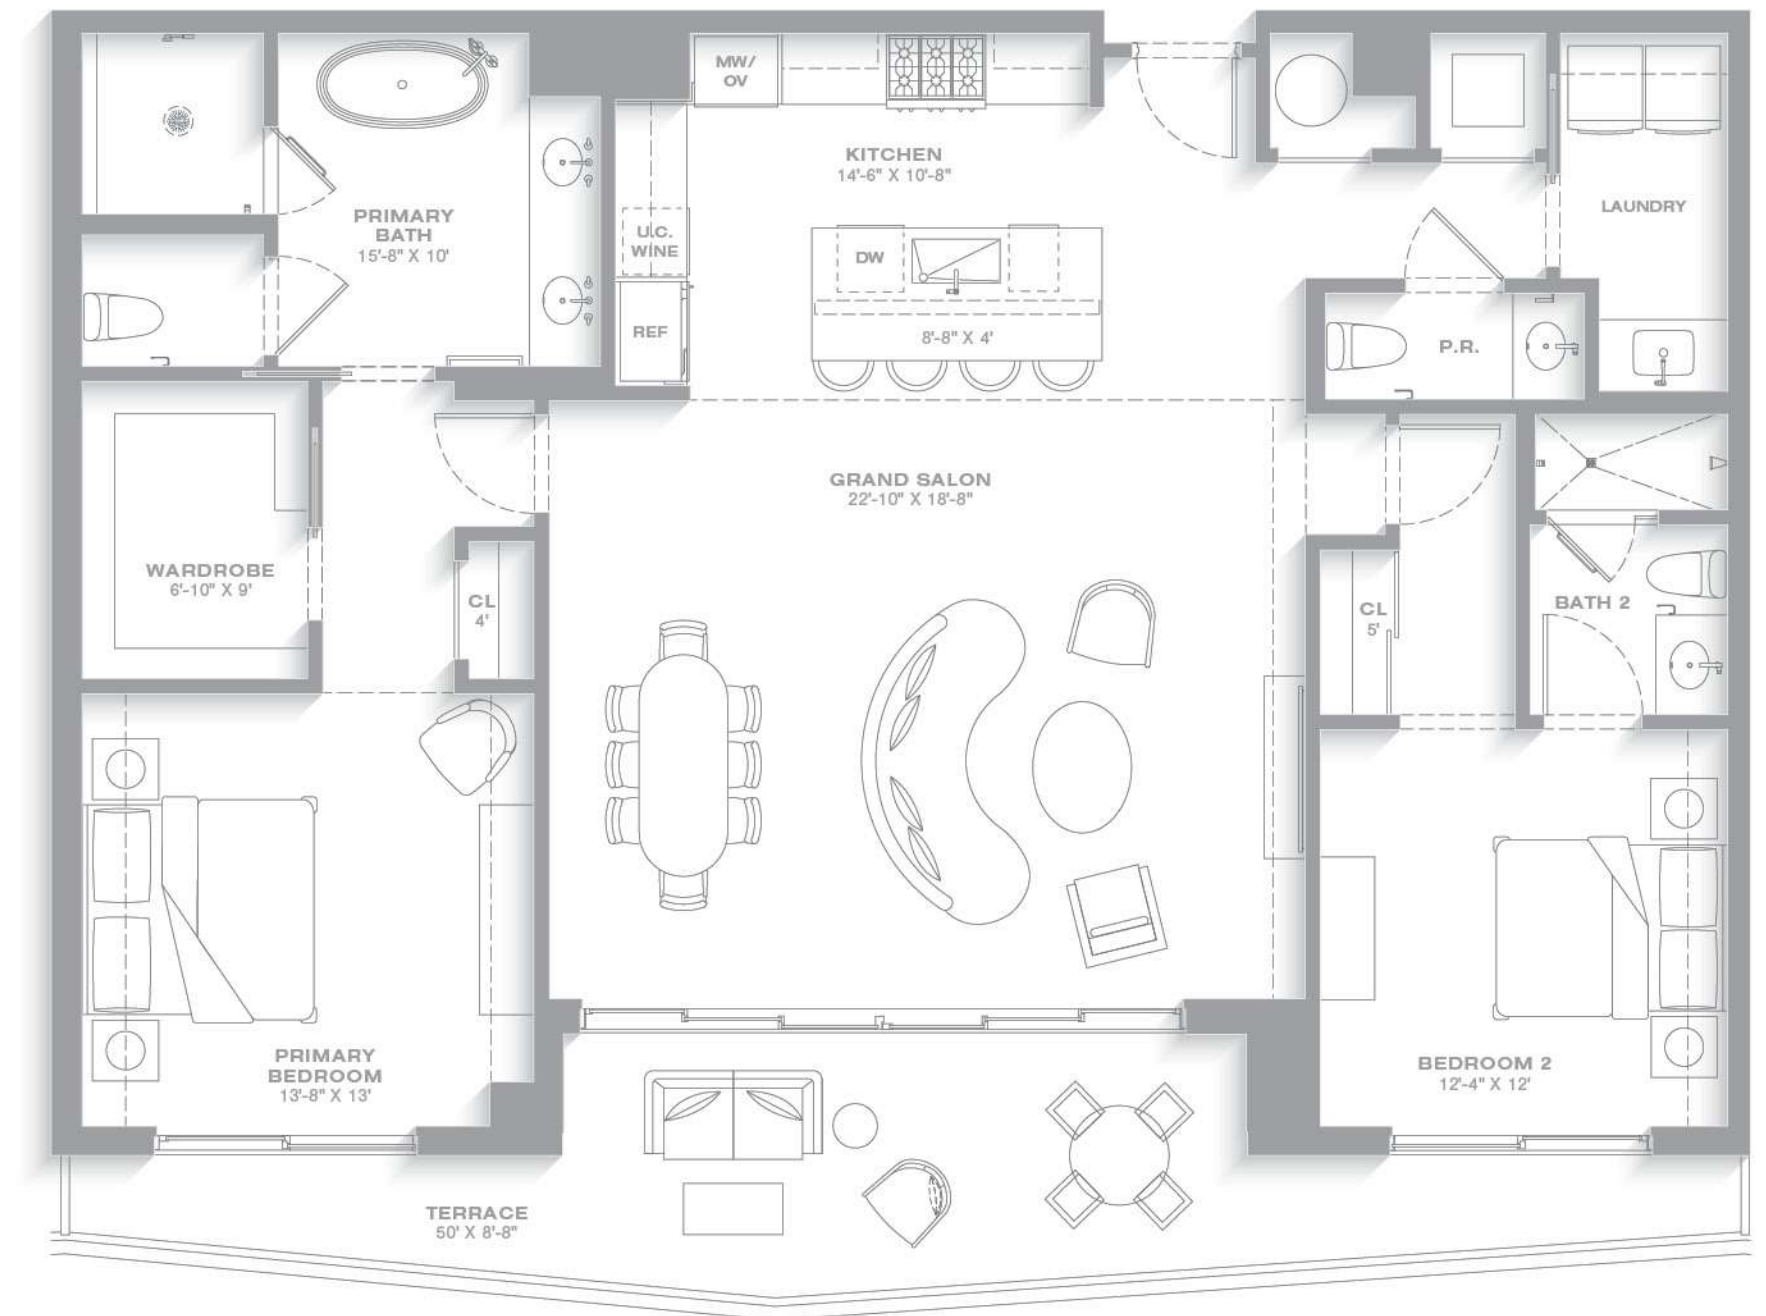 MW/
OV
KITCHEN
14'-6" X 10'-8"
PRIMARY
BATH
15'-8" X 10'
U.C.
WINE
DW
LAUNDRY
REF
8'-8" X 4'
P.R.
GRAND SALON
22'-10" X 18'-8"
WARDROBE
6'-10" X 9'
CL
4'
CL
5'
BATH 2
PRIMARY
BEDROOM
13'-8" X 13'
BEDROOM 2
12'-4" X 12'
TERRACE
50' X 8'-8"